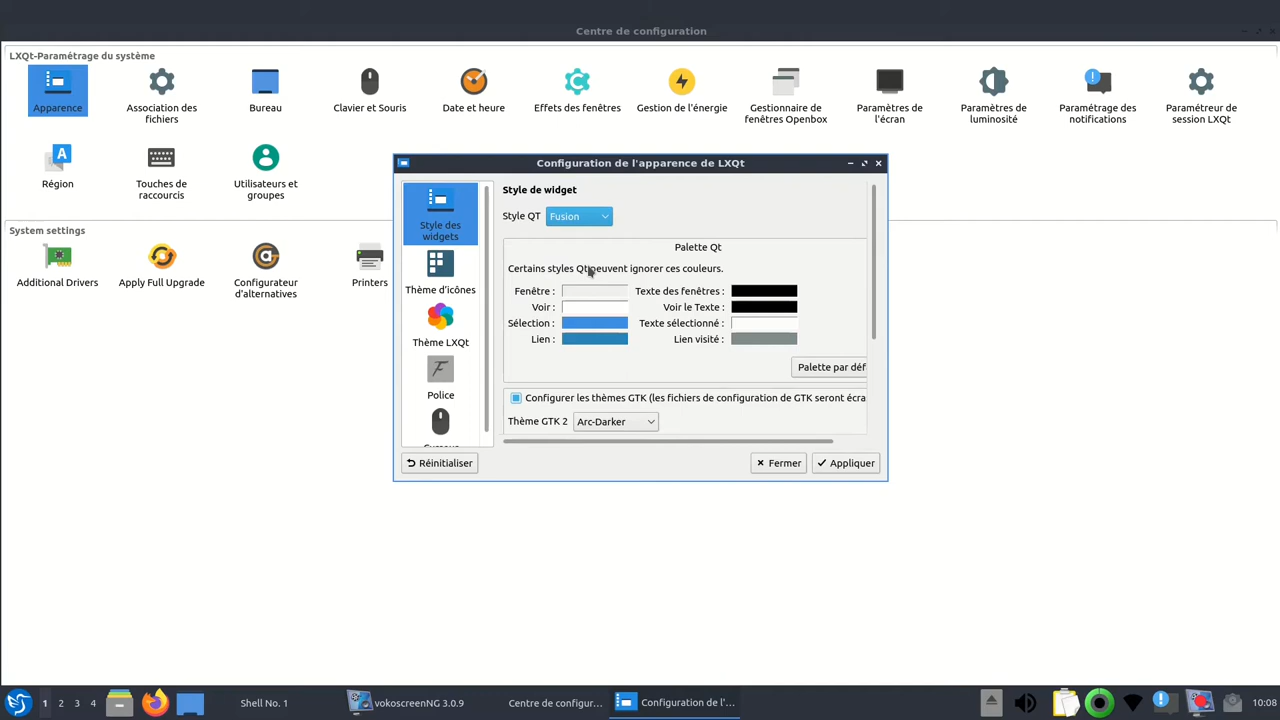 Centre de configuration
LXQt-Paramétrage du système
Apparence
Association des fichiers
Bureau
Clavier et Souris
Date et heure
Effets des fenêtres
Gestion de l'énergie
Gestionnaire de fenêtres Openbox
Paramètres de l'écran
Paramètres de luminosité
Paramétrage des notifications
Paramétreur de session LXQt
Région
Touches de raccourcis
Utilisateurs et groupes
System settings
Additional Drivers
Apply Full Upgrade
Configurateur d'alternatives
Printers
Configuration de l'apparence de LXQt
Style des widgets
Thème d'icônes
Thème LXQt
Police
Style de widget
Style QT Fusion
Palette Qt
Certains styles Qt peuvent ignorer ces couleurs.
Fenêtre : Texte des fenêtres :
Voir : Voir le Texte :
Sélection : Texte sélectionné :
Lien : Lien visité :
Palette par déf
Configurer les thèmes GTK (les fichiers de configuration de GTK seront écra
Thème GTK 2 Arc-Darker
Réinitialiser Fermer Appliquer
1 2 3 4 Shell No. 1 vokoscreenNG 3.0.9 Centre de configur... Configuration de l'... 10:08